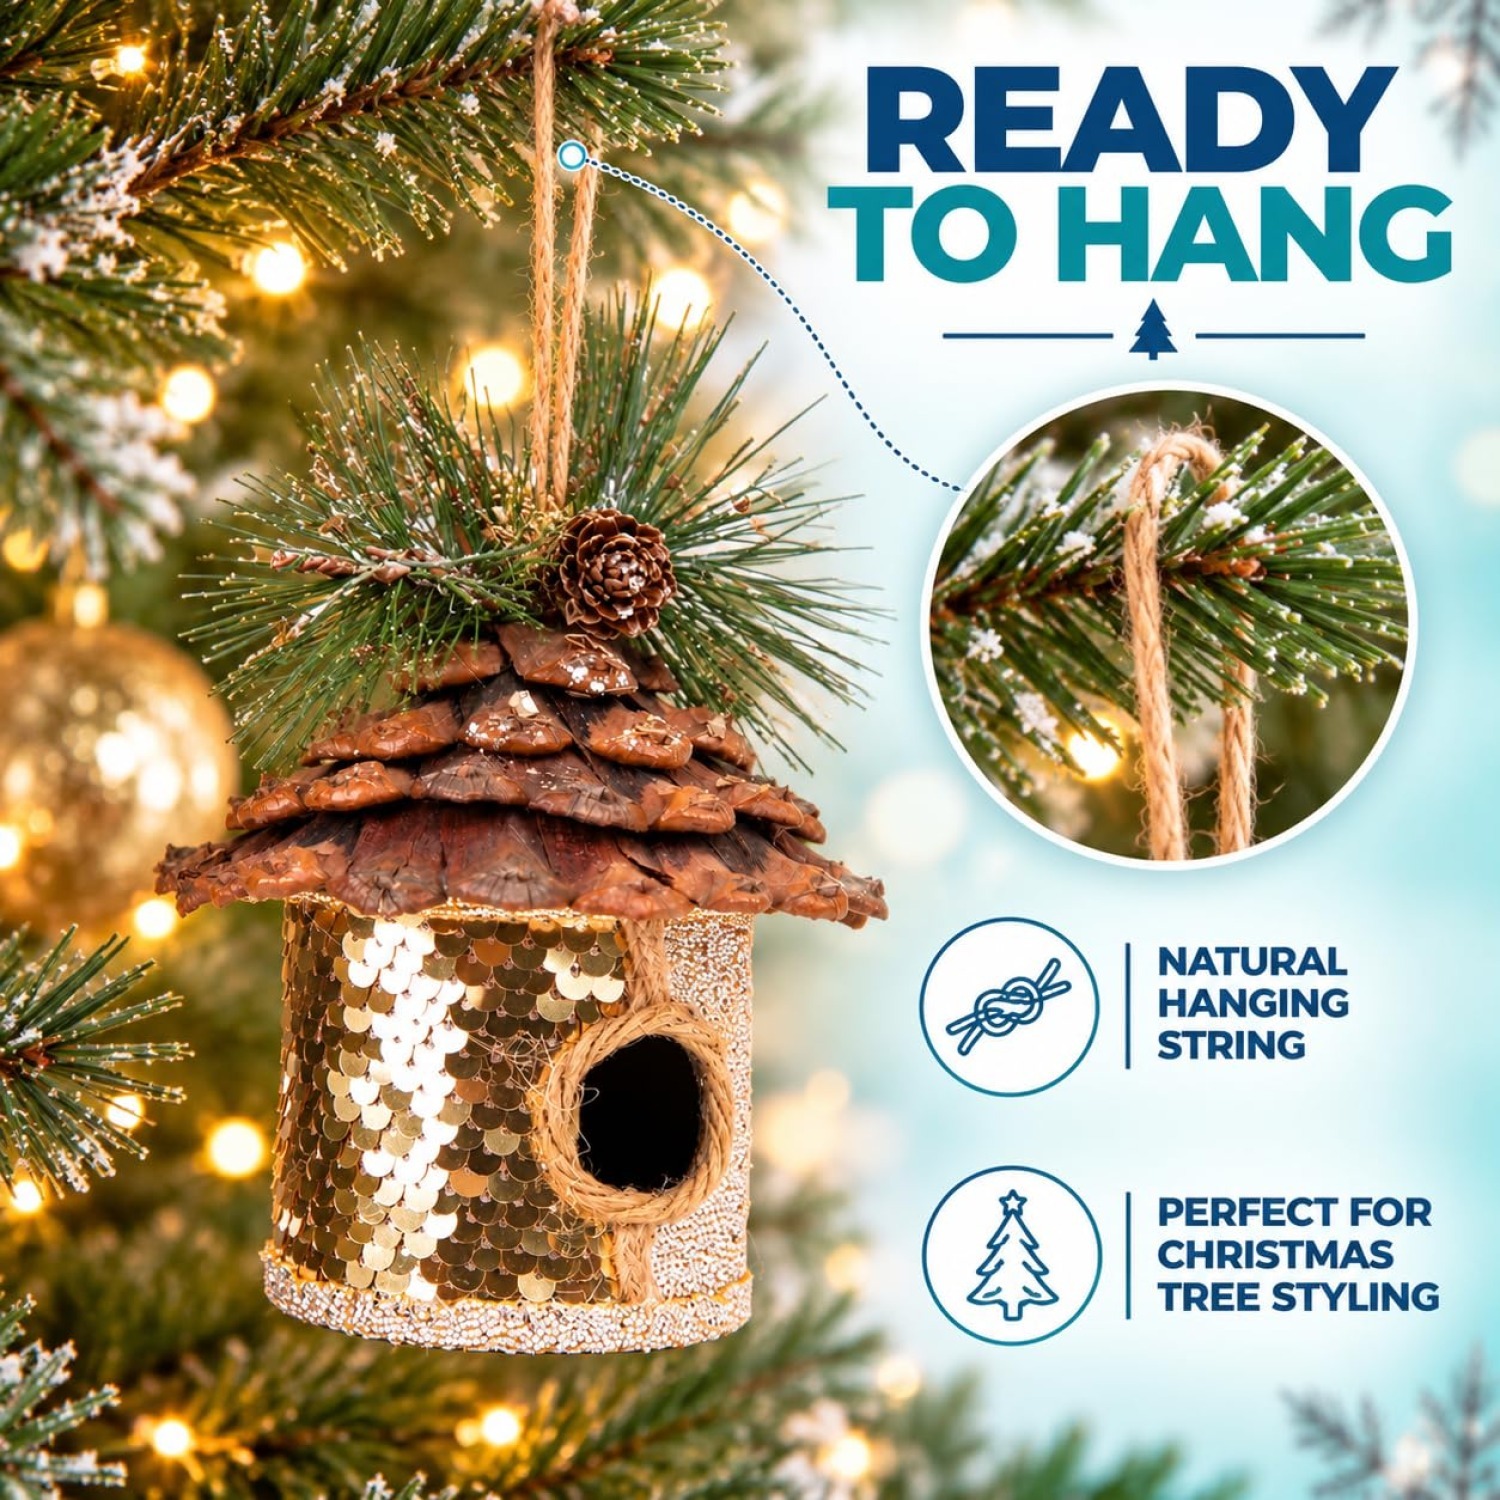 READY
TO HANG
NATURAL
HANGING
STRING
PERFECT FOR
CHRISTMAS
TREE STYLING